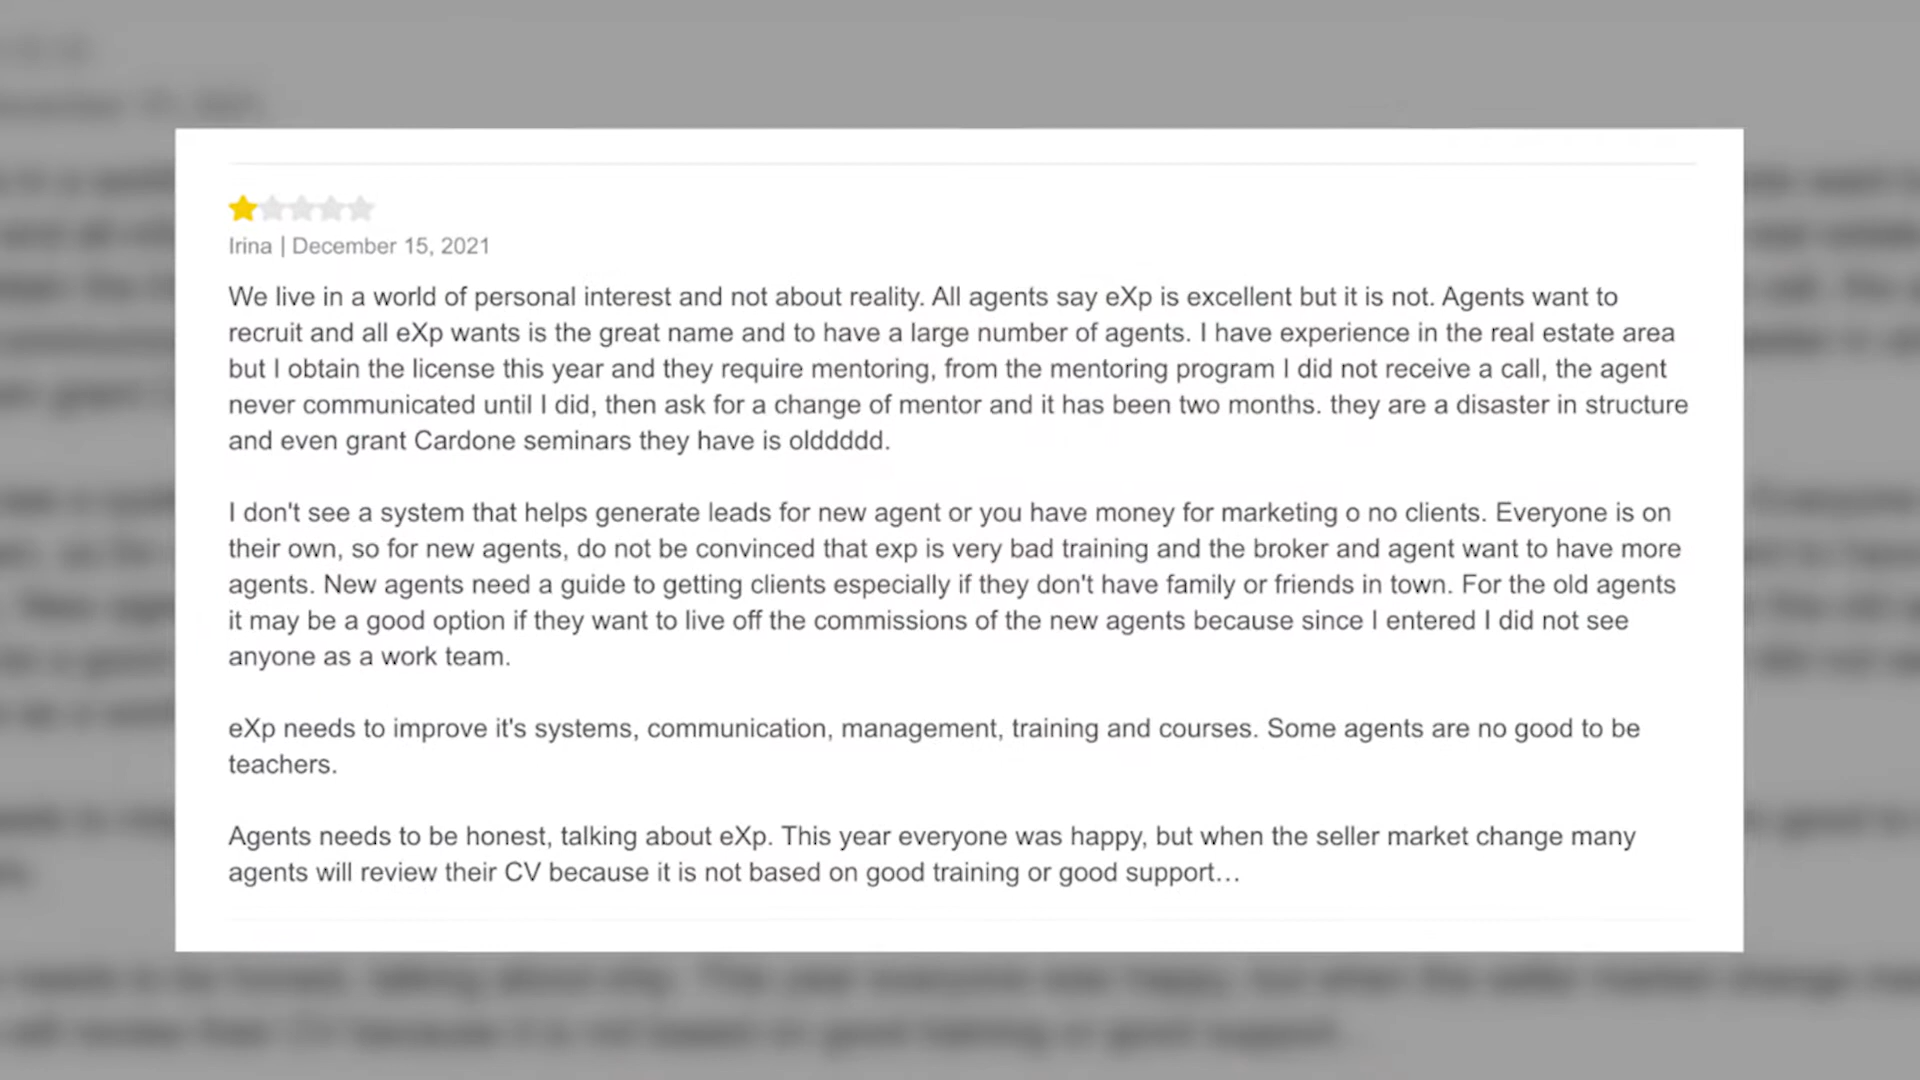 Irina | December 15, 2021
We live in a world of personal interest and not about reality. All agents say eXp is excellent but it is not. Agents want to
recruit and all eXp wants is the great name and to have a large number of agents. I have experience in the real estate area
but I obtain the license this year and they require mentoring, from the mentoring program I did not receive a call, the agent
never communicated until I did, then ask for a change of mentor and it has been two months. they are a disaster in structure
and even grant Cardone seminars they have is olddddd.
I don't see a system that helps generate leads for new agent or you have money for marketing o no clients. Everyone is on
their own, so for new agents, do not be convinced that exp is very bad training and the broker and agent want to have more
agents. New agents need a guide to getting clients especially if they don't have family or friends in town. For the old agents
it may be a good option if they want to live off the commissions of the new agents because since I entered I did not see
anyone as a work team.
eXp needs to improve it's systems, communication, management, training and courses. Some agents are no good to be
teachers.
Agents needs to be honest, talking about eXp. This year everyone was happy, but when the seller market change many
agents will review their CV because it is not based on good training or good support…